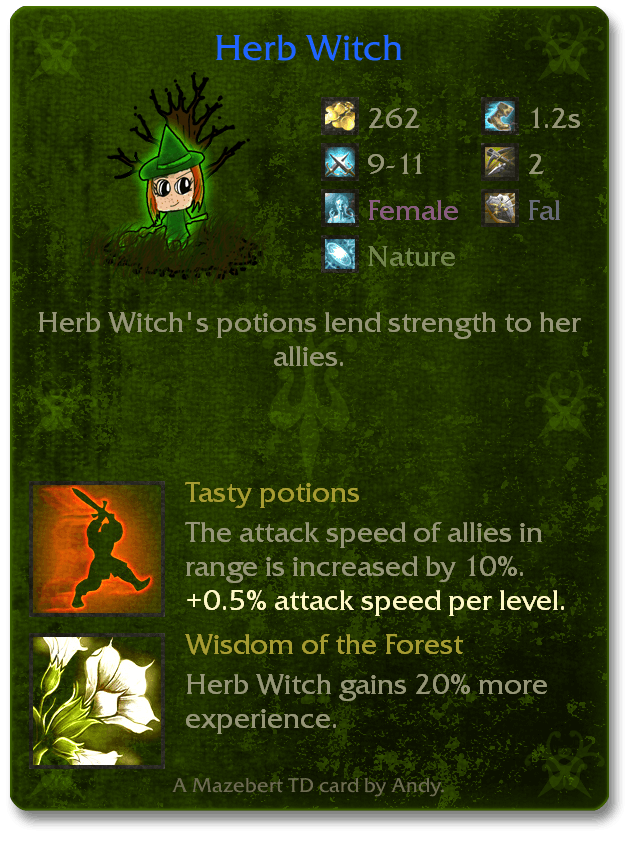 Herb Witch
262 1.2s
9-11 2
Female Fal
Nature
Herb Witch's potions lend strength to her
allies.
Tasty potions
The attack speed of allies in
range is increased by 10%.
+0.5% attack speed per level.
Wisdom of the Forest
Herb Witch gains 20% more
experience.
A Mazebert TD card by Andy.